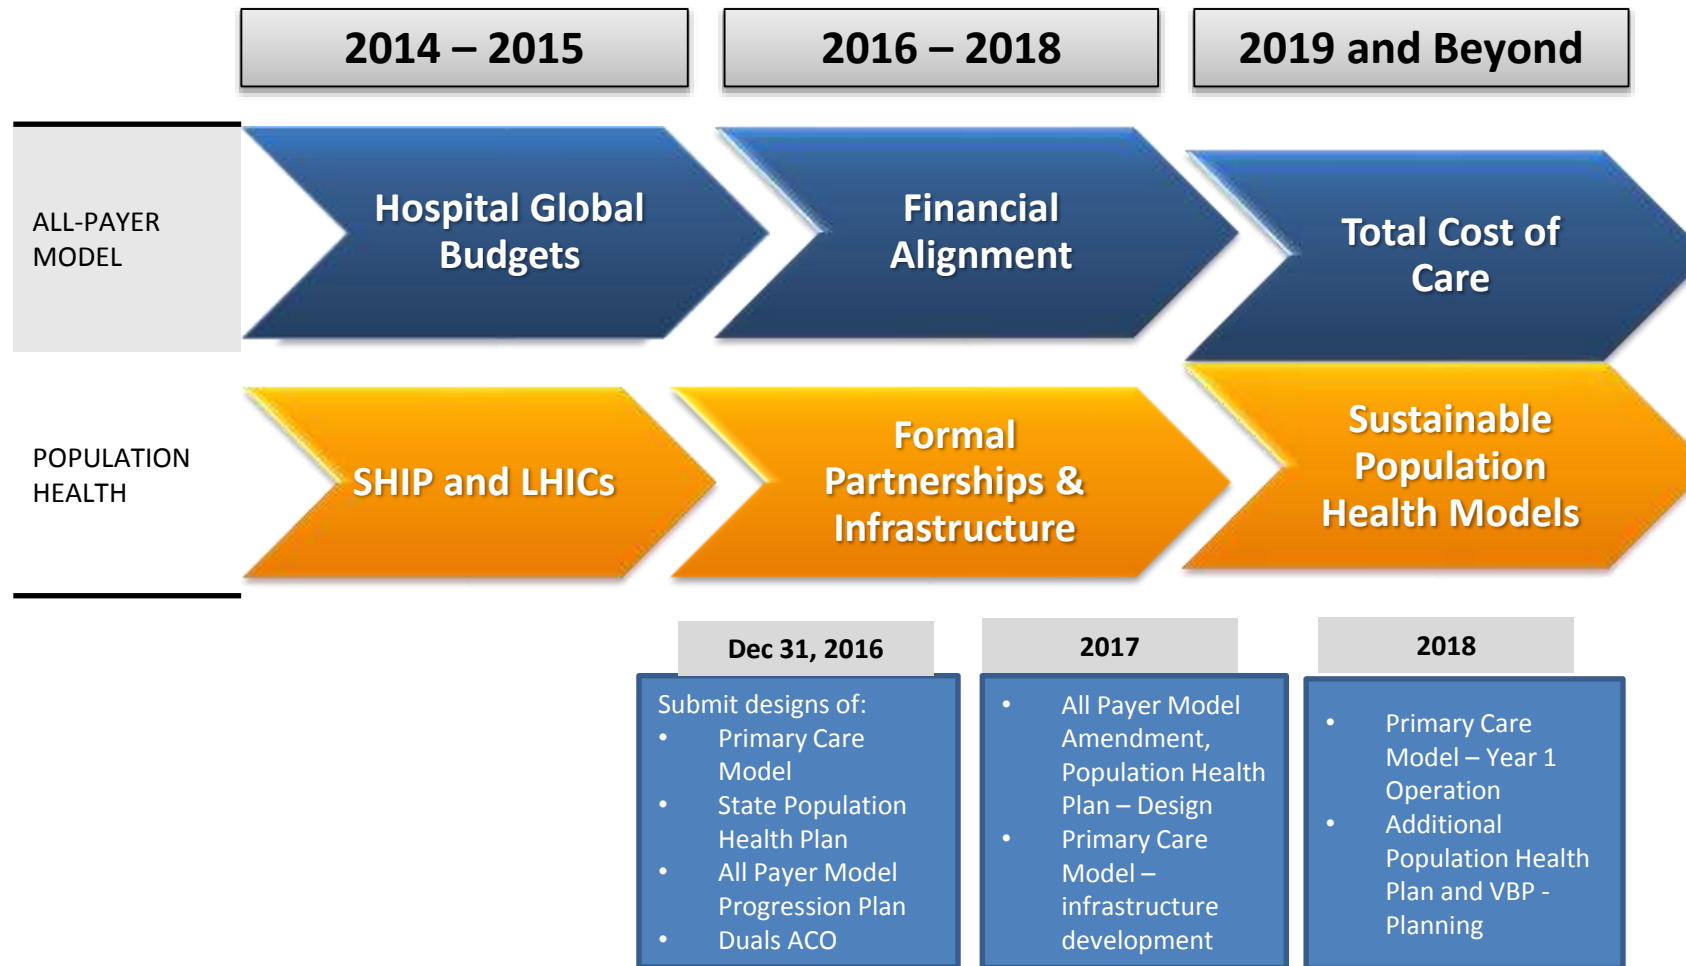 2014 – 2015
2016 – 2018
2019 and Beyond
ALL-PAYER
MODEL
Hospital Global
Budgets
Financial
Alignment
Total Cost of
Care
POPULATION
HEALTH
SHIP and LHICs
Formal
Partnerships &
Infrastructure
Sustainable
Population
Health Models
Dec 31, 2016
Submit designs of:
• Primary Care
Model
• State Population
Health Plan
• All Payer Model
Progression Plan
• Duals ACO
2017
• All Payer Model
Amendment,
Population Health
Plan – Design
• Primary Care
Model –
infrastructure
development
2018
• Primary Care
Model – Year 1
Operation
• Additional
Population Health
Plan and VBP -
Planning